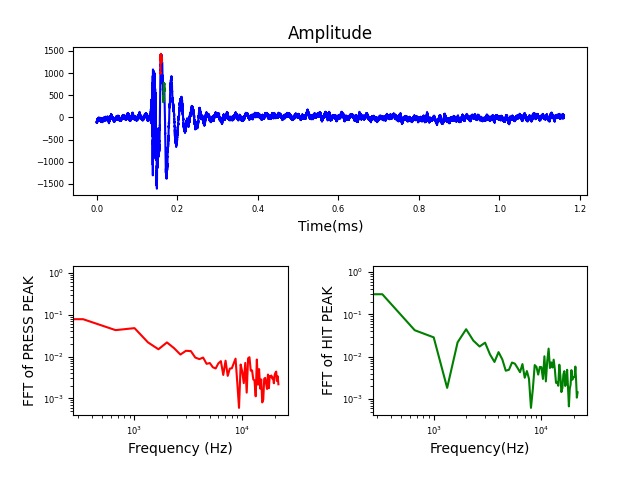 Amplitude
1500
1000
500
0
−500
−1000
−1500
0.0 0.2 0.4 0.6 0.8 1.0 1.2
Time(ms)
FFT of PRESS PEAK
10⁰
10⁻¹
10⁻²
10⁻³
10³ 10⁴
Frequency (Hz)
FFT of HIT PEAK
10⁰
10⁻¹
10⁻²
10⁻³
10³ 10⁴
Frequency(Hz)